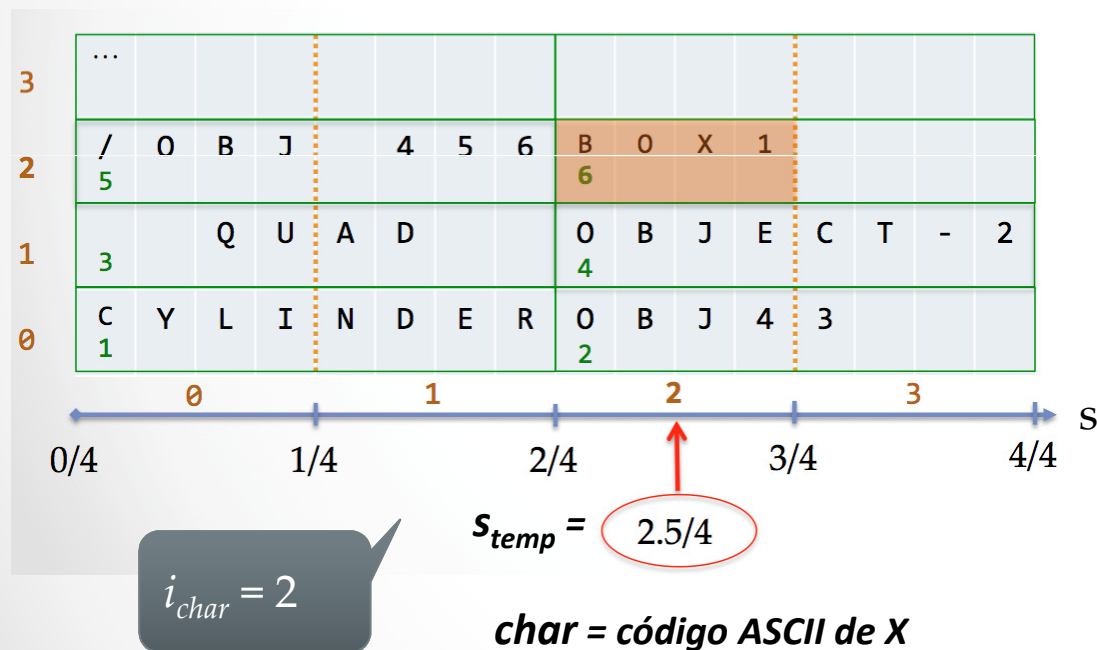 ...
3
/ O B J 4 5 6 B O X 1
2
5 6
Q U A D O B J E C T - 2
1
3 4
C Y L I N D E R O B J 4 3
0
1 2
0 1 2 3
s
0/4 1/4 2/4 3/4 4/4
s_temp = 2.5/4
i_char = 2
char = código ASCII de X